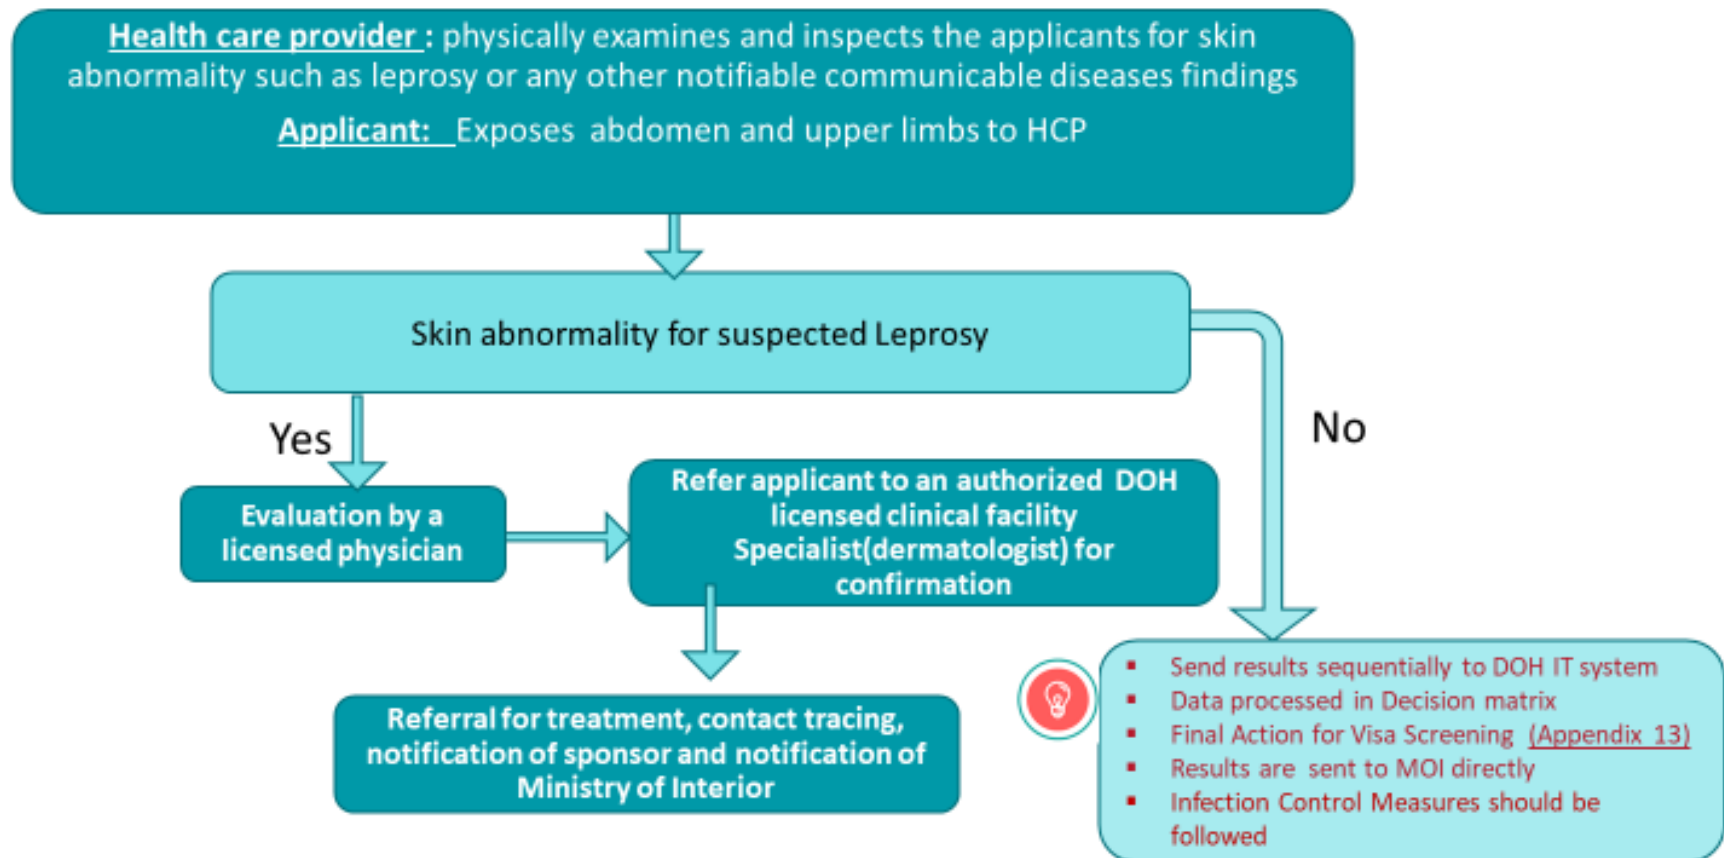 Health care provider : physically examines and inspects the applicants for skin
abnormality such as leprosy or any other notifiable communicable diseases findings
Applicant: Exposes abdomen and upper limbs to HCP
Skin abnormality for suspected Leprosy
Yes
No
Evaluation by a
licensed physician
Refer applicant to an authorized DOH
licensed clinical facility
Specialist(dermatologist) for
confirmation
Referral for treatment, contact tracing,
notification of sponsor and notification of
Ministry of Interior
▪ Send results sequentially to DOH IT system
▪ Data processed in Decision matrix
▪ Final Action for Visa Screening (Appendix 13)
▪ Results are sent to MOI directly
▪ Infection Control Measures should be
followed